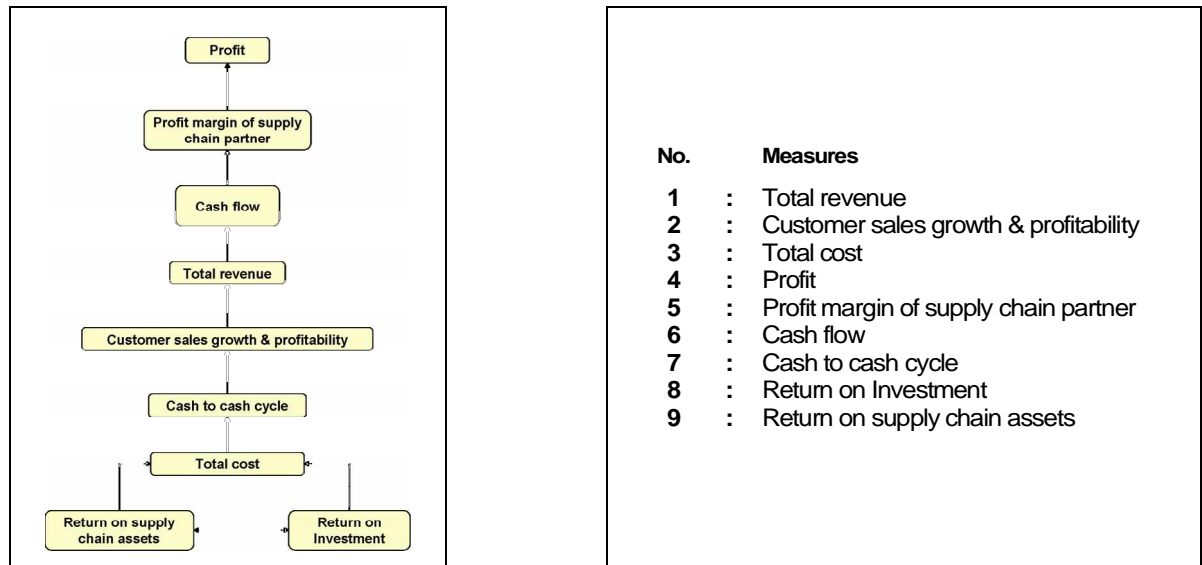 Profit
Profit margin of supply
chain partner
Cash flow
Total revenue
Customer sales growth & profitability
Cash to cash cycle
Total cost
Return on supply
chain assets
Return on
Investment
No. Measures
1 : Total revenue
2 : Customer sales growth & profitability
3 : Total cost
4 : Profit
5 : Profit margin of supply chain partner
6 : Cash flow
7 : Cash to cash cycle
8 : Return on Investment
9 : Return on supply chain assets